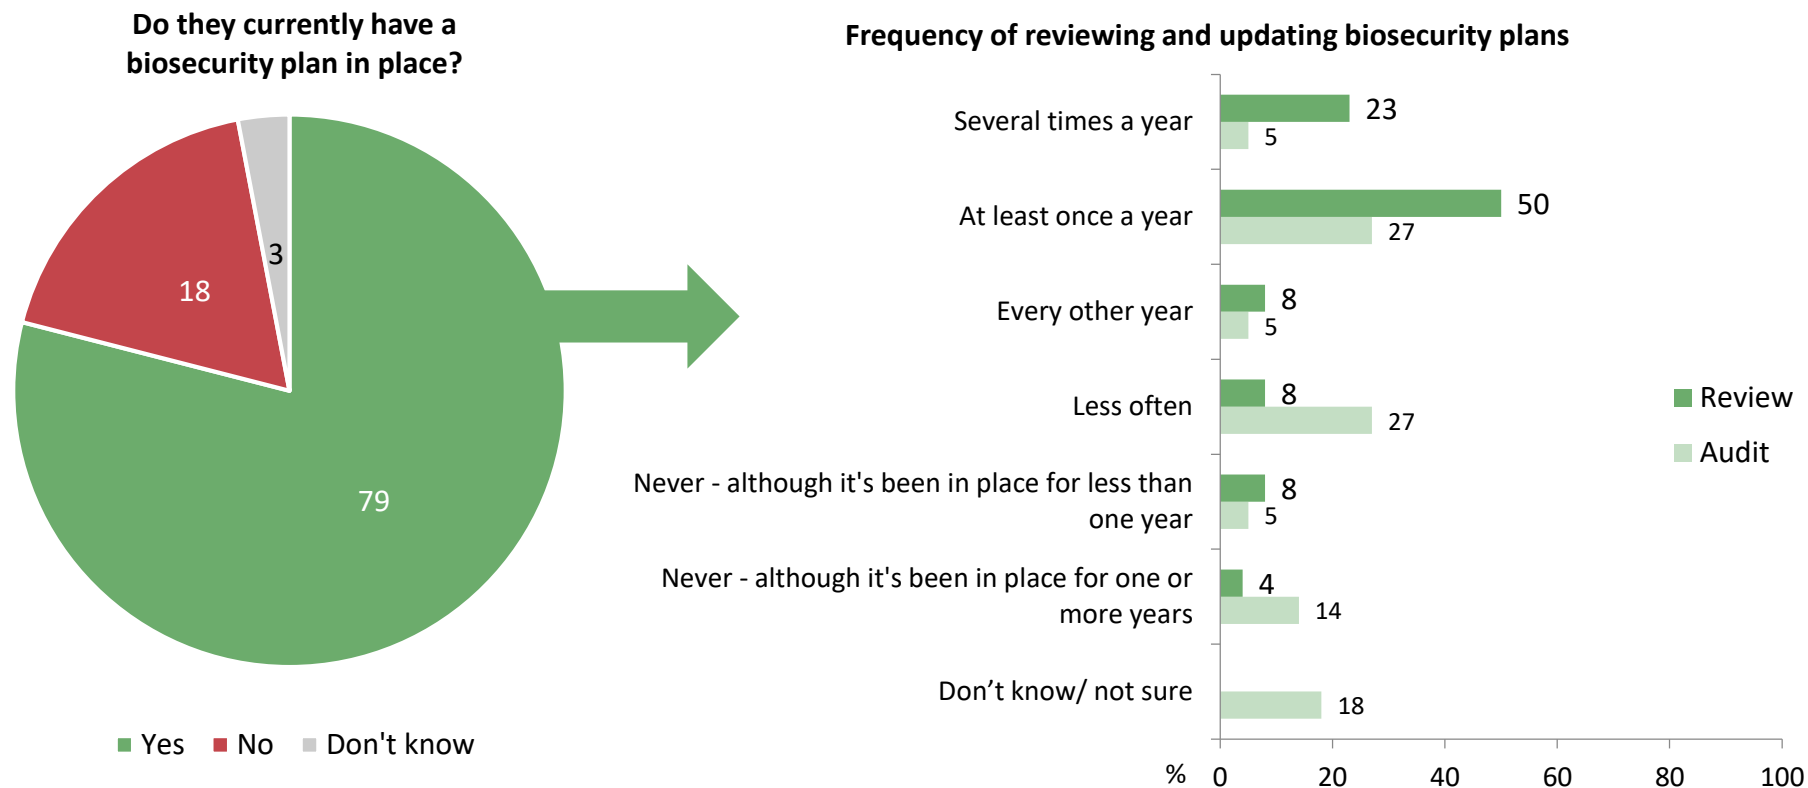 Do they currently have a
biosecurity plan in place?
3
18
79
Yes
No
Don't know
Frequency of reviewing and updating biosecurity plans
Several times a year
23
5
At least once a year
50
27
Every other year
8
5
Less often
8
27
Never - although it's been in place for less than
one year
8
5
Never - although it's been in place for one or
more years
4
14
Don’t know/ not sure
18
% 0 20 40 60 80 100
Review
Audit